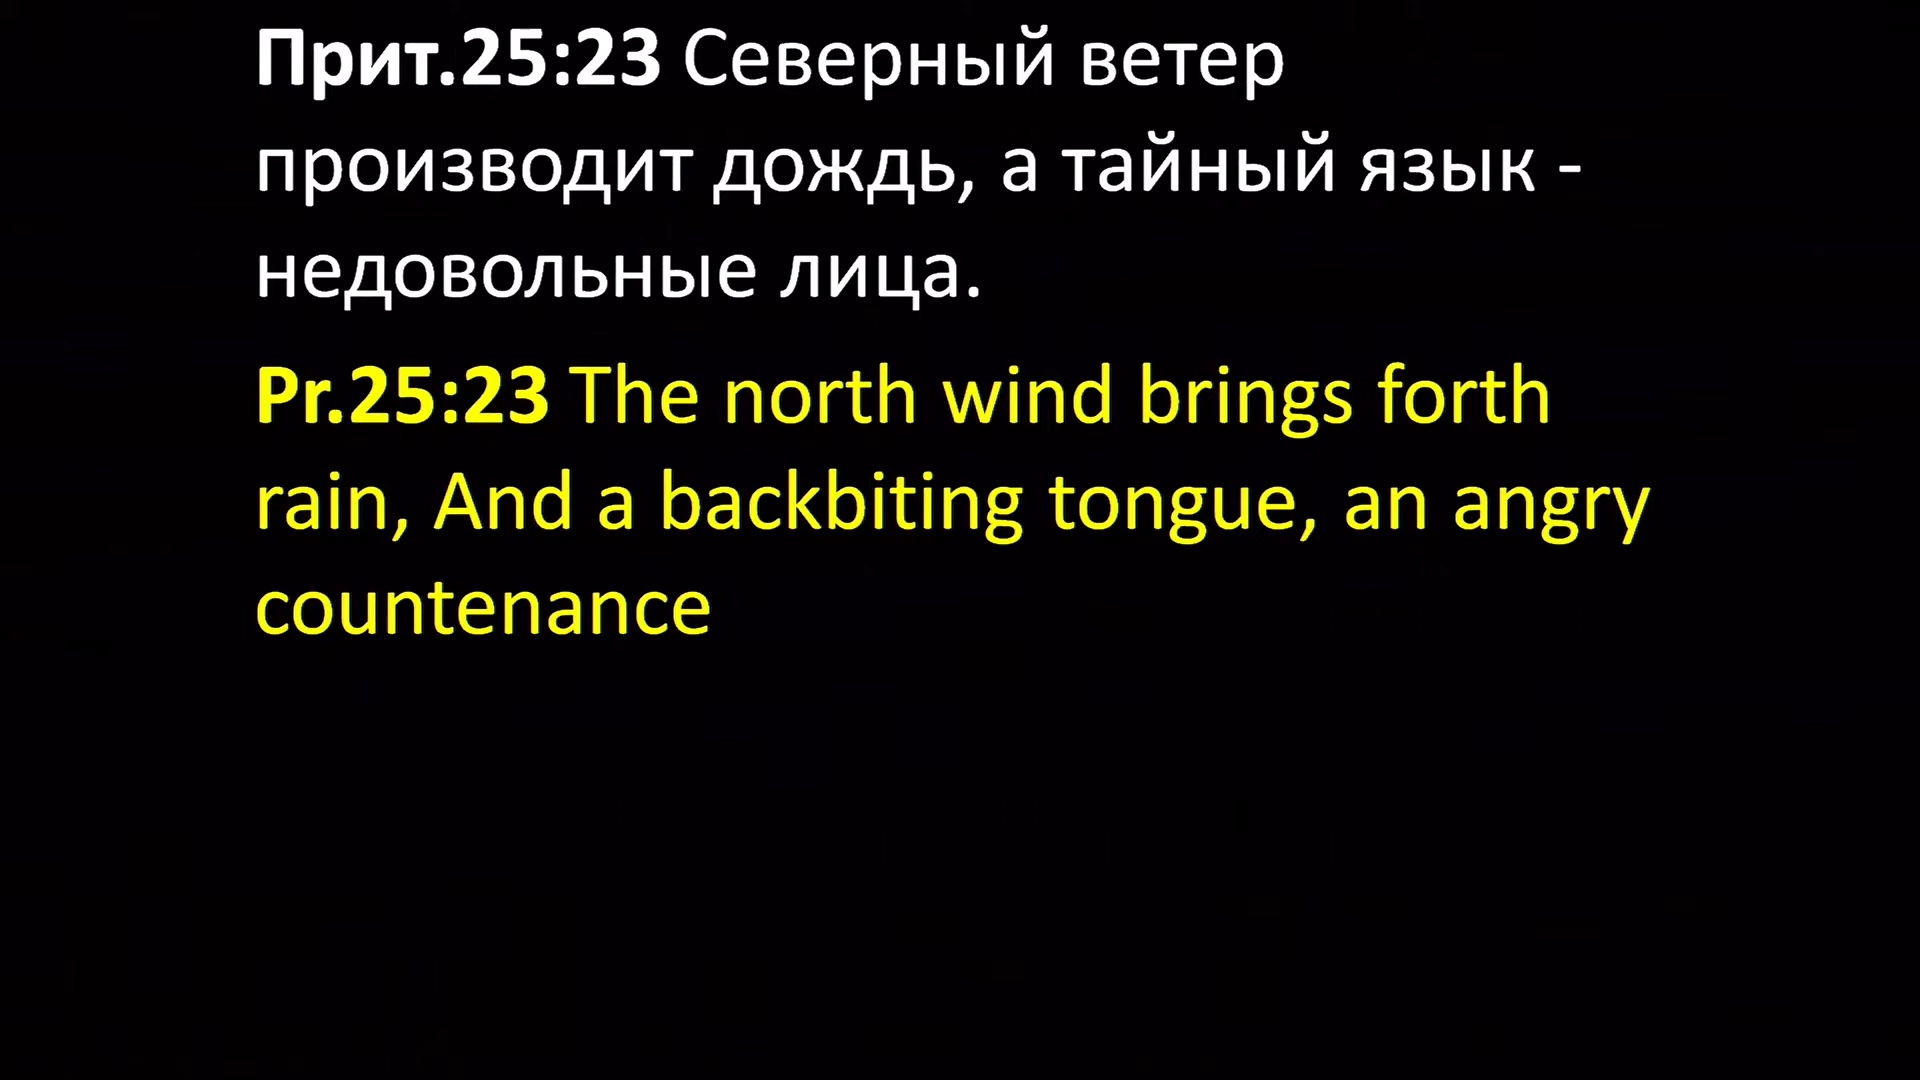 Прит.25:23 Северный ветер
производит дождь, а тайный язык -
недовольные лица.
Pr.25:23 The north wind brings forth
rain, And a backbiting tongue, an angry
countenance